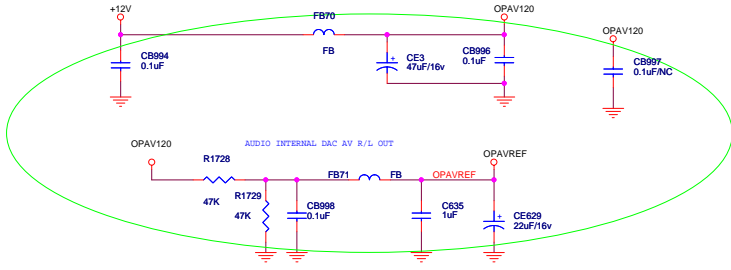 +12V
FB70
OPAV120
OPAV120
FB
CB994
0.1uF
CE3
47uF/16v
CB996
0.1uF
CB997
0.1uF/NC
AUDIO INTERNAL DAC AV R/L OUT
OPAV120
OPAVREF
R1728
FB71
FB
OPAVREF
47K
R1729
47K
CB998
0.1uF
C635
1uF
CE629
22uF/16v